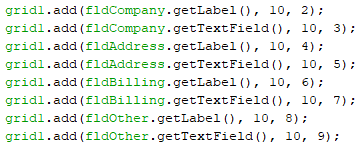 grid1.add(fldCompany.getLabel(), 10, 2);
grid1.add(fldCompany.getTextField(), 10, 3);
grid1.add(fldAddress.getLabel(), 10, 4);
grid1.add(fldAddress.getTextField(), 10, 5);
grid1.add(fldBilling.getLabel(), 10, 6);
grid1.add(fldBilling.getTextField(), 10, 7);
grid1.add(fldOther.getLabel(), 10, 8);
grid1.add(fldOther.getTextField(), 10, 9);